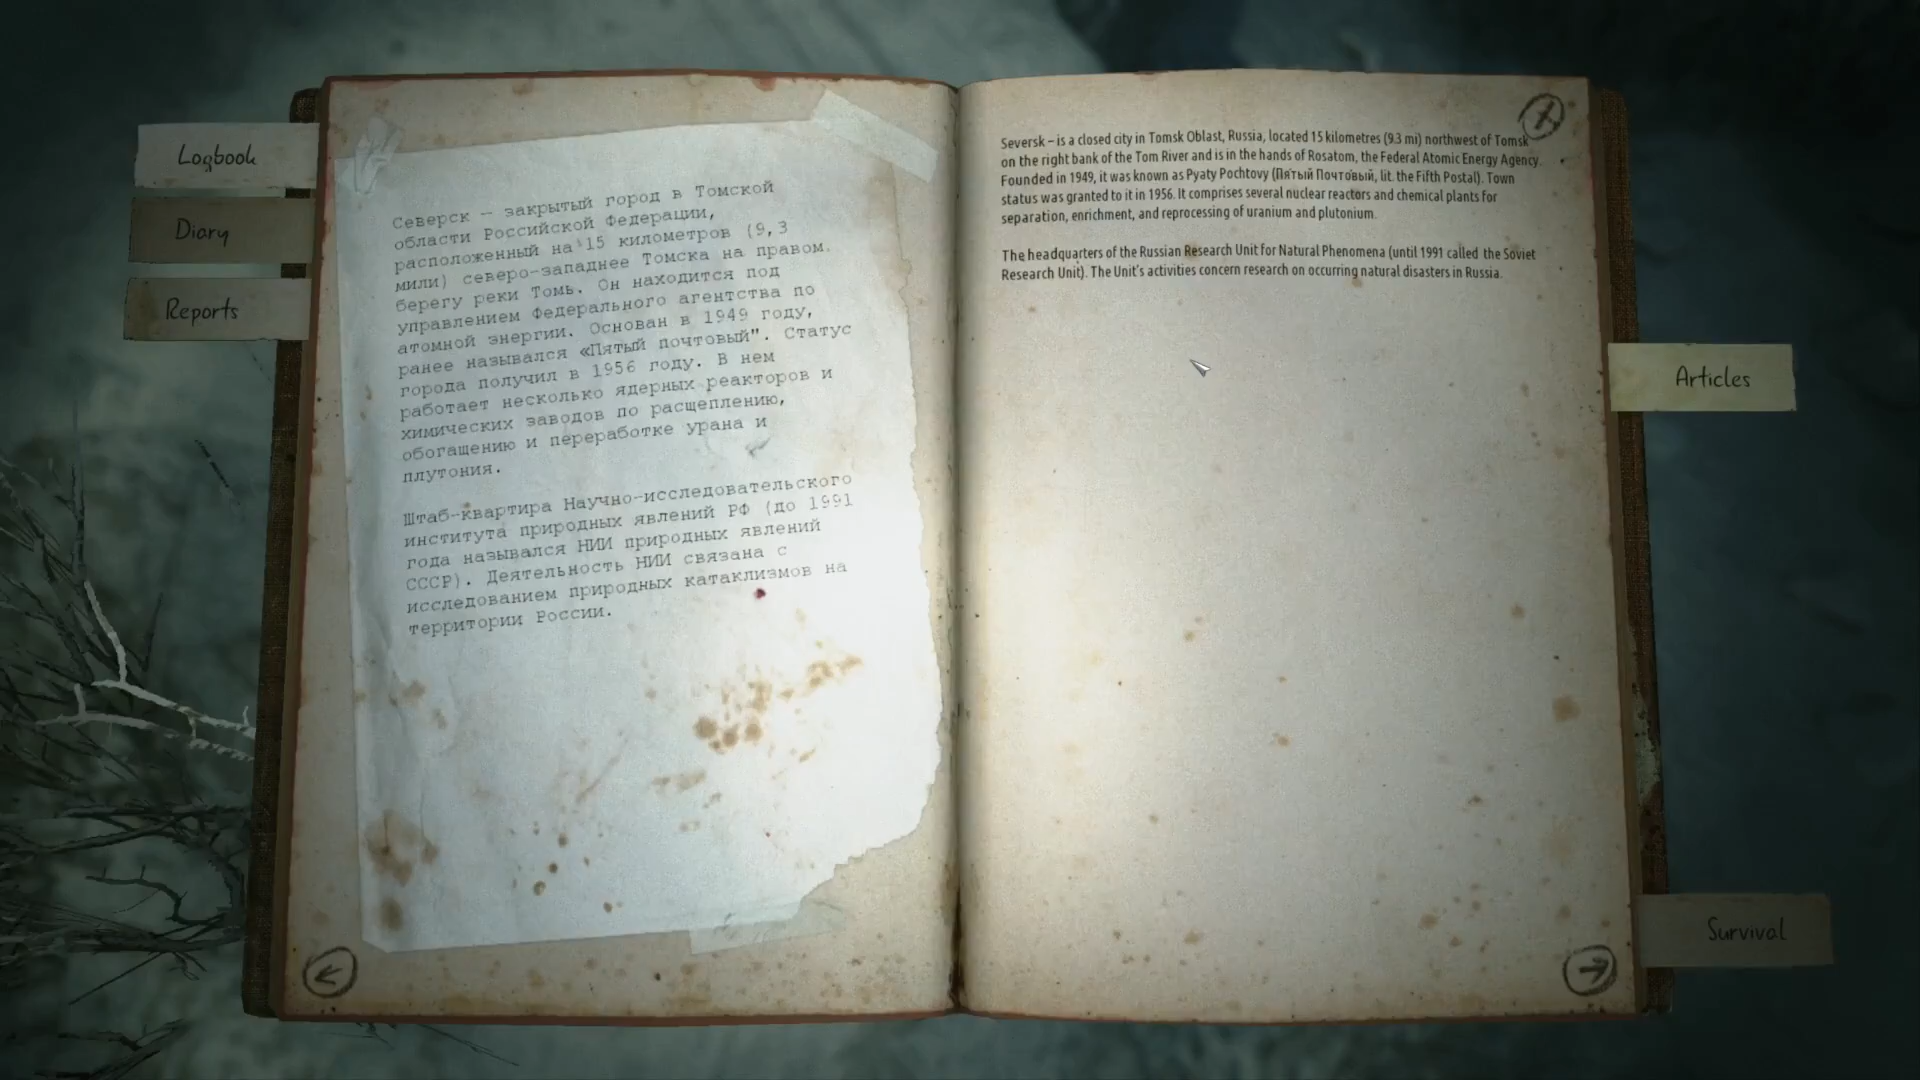 Logbook
Diary
Reports
Северск — закрытый город в Томской
области Российской Федерации,
расположенный на 15 километров (9,3
мили) северо-западнее Томска на правом
берегу реки Томь. Он находится под
управлением Федерального агентства по
атомной энергии. Основан в 1949 году,
ранее назывался «Пятый почтовый". Статус
города получил в 1956 году. В нем
работает несколько ядерных реакторов и
химических заводов по расщеплению,
обогащению и переработке урана и
плутония.
Штаб-квартира Научно-исследовательского
института природных явлений РФ (до 1991
года назывался НИИ природных явлений
СССР). Деятельность НИИ связана с
исследованием природных катаклизмов на
территории России.
Seversk – is a closed city in Tomsk Oblast, Russia, located 15 kilometres (9.3 mi) northwest of Tomsk
on the right bank of the Tom River and is in the hands of Rosatom, the Federal Atomic Energy Agency.
Founded in 1949, it was known as Pyaty Pochtovy (Пятый Почтовый, lit. the Fifth Postal). Town
status was granted to it in 1956. It comprises several nuclear reactors and chemical plants for
separation, enrichment, and reprocessing of uranium and plutonium.
The headquarters of the Russian Research Unit for Natural Phenomena (until 1991 called the Soviet
Research Unit). The Unit's activities concern research on occurring natural disasters in Russia.
Articles
Survival